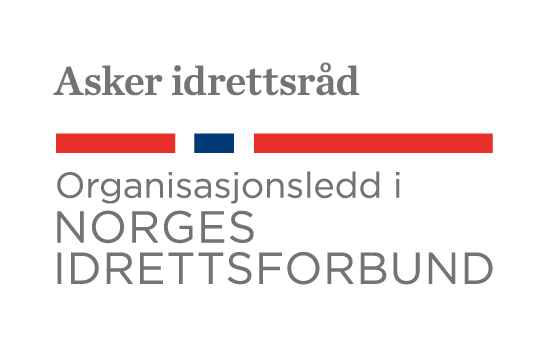 Asker idrettsråd
Organisasjonsledd i
NORGES
IDRETTSFORBUND